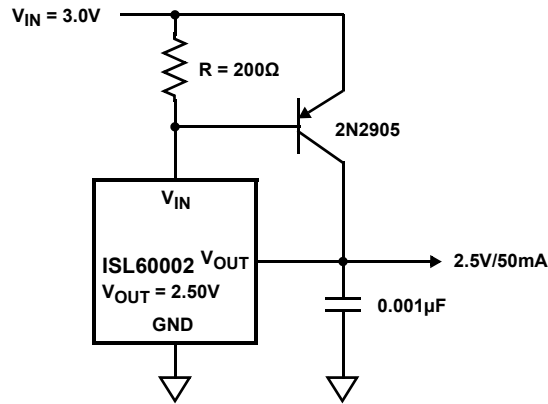 V_IN = 3.0V
R = 200Ω
2N2905
V_IN
ISL60002
V_OUT
V_OUT = 2.50V
GND
2.5V/50mA
0.001µF